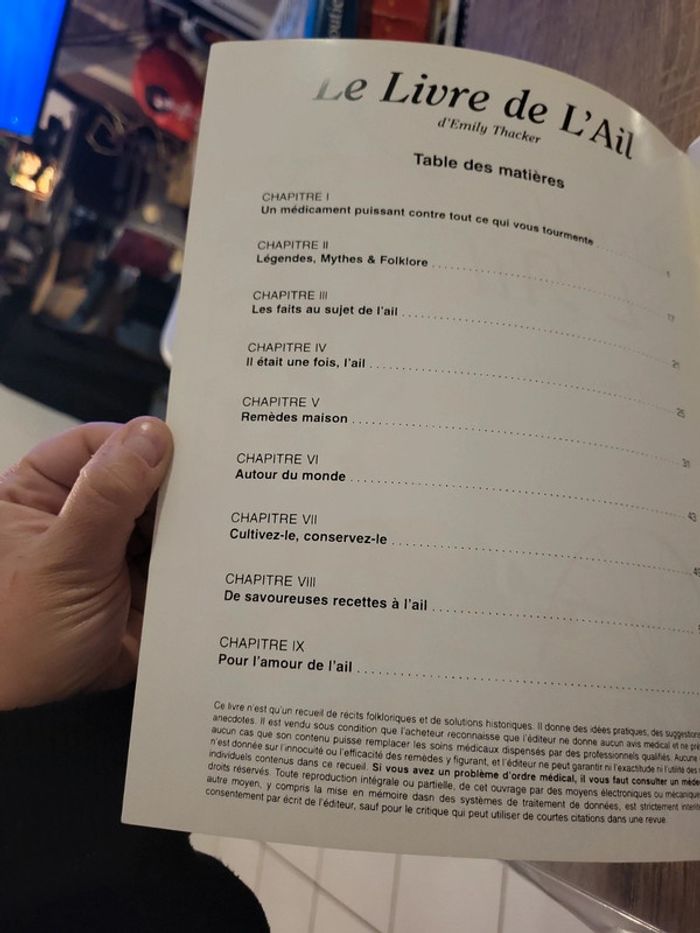 Le Livre de L'Ail
d'Emily Thacker
Table des matières
CHAPITRE I
Un médicament puissant contre tout ce qui vous tourmente ........ 1
CHAPITRE II
Légendes, Mythes & Folklore ........ 17
CHAPITRE III
Les faits au sujet de l'ail ........ 21
CHAPITRE IV
Il était une fois, l'ail ........ 25
CHAPITRE V
Remèdes maison ........ 31
CHAPITRE VI
Autour du monde ........ 43
CHAPITRE VII
Cultivez-le, conservez-le ........
CHAPITRE VIII
De savoureuses recettes à l'ail ........
CHAPITRE IX
Pour l'amour de l'ail ........
Ce livre n'est qu'un recueil de récits folkloriques et de solutions historiques. Il donne des idées pratiques, des suggestions
anecdotes. Il est vendu sous condition que l'acheteur reconnaisse que l'éditeur ne donne aucun avis medical et ne
aucun cas que son contenu puisse remplacer les soins médicaux dispensés par des professionnels qualifiés. Aucune
n'est donnée sur l'innocuité ou l'efficacité des remèdes y figurant, et l'éditeur ne peut garantir ni l'exactitude ni l'utilité des
individuels contenus dans ce recueil. Si vous avez un problème d'ordre médical, il vous faut consulter un
droits réservés. Toute reproduction intégrale ou partielle, de cet ouvrage par des moyens électroniques ou
autre moyen, y compris la mise en mémoire dasn des systèmes de traitement de données, est strictement
consentement par écrit de l'éditeur, sauf pour le critique qui peut utiliser de courtes citations dans une revue.